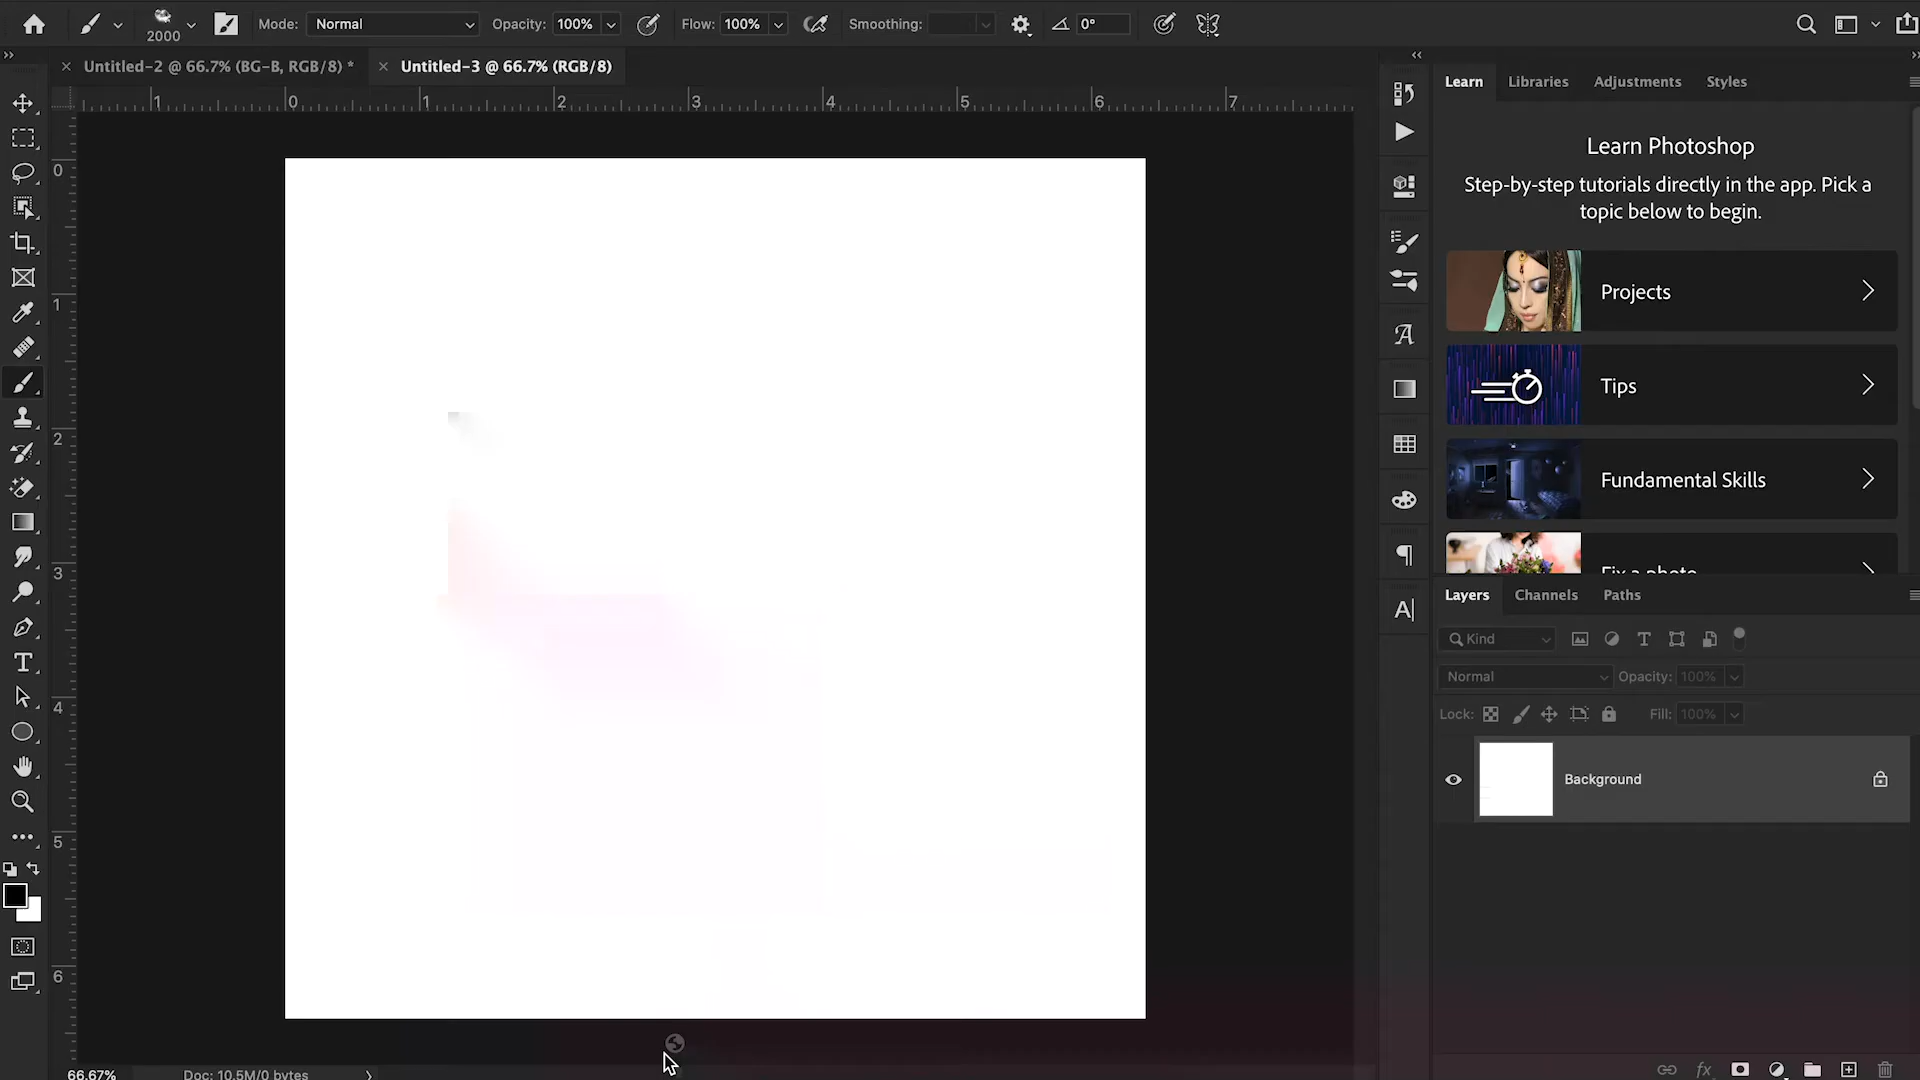 2000
Mode: Normal
Opacity: 100%
Flow: 100%
Smoothing:
0°
Untitled-2 @ 66.7% (BG-B, RGB/8) *
Untitled-3 @ 66.7% (RGB/8)
1 0 1 2 3 4 5 6 7
0
1
2
3
4
5
6
Learn Libraries Adjustments Styles
Learn Photoshop
Step-by-step tutorials directly in the app. Pick a
topic below to begin.
Projects
Tips
Fundamental Skills
Fix a photo
Layers Channels Paths
Kind
Normal Opacity: 100%
Lock: Fill: 100%
Background
66.67% Doc: 10.5M/0 bytes